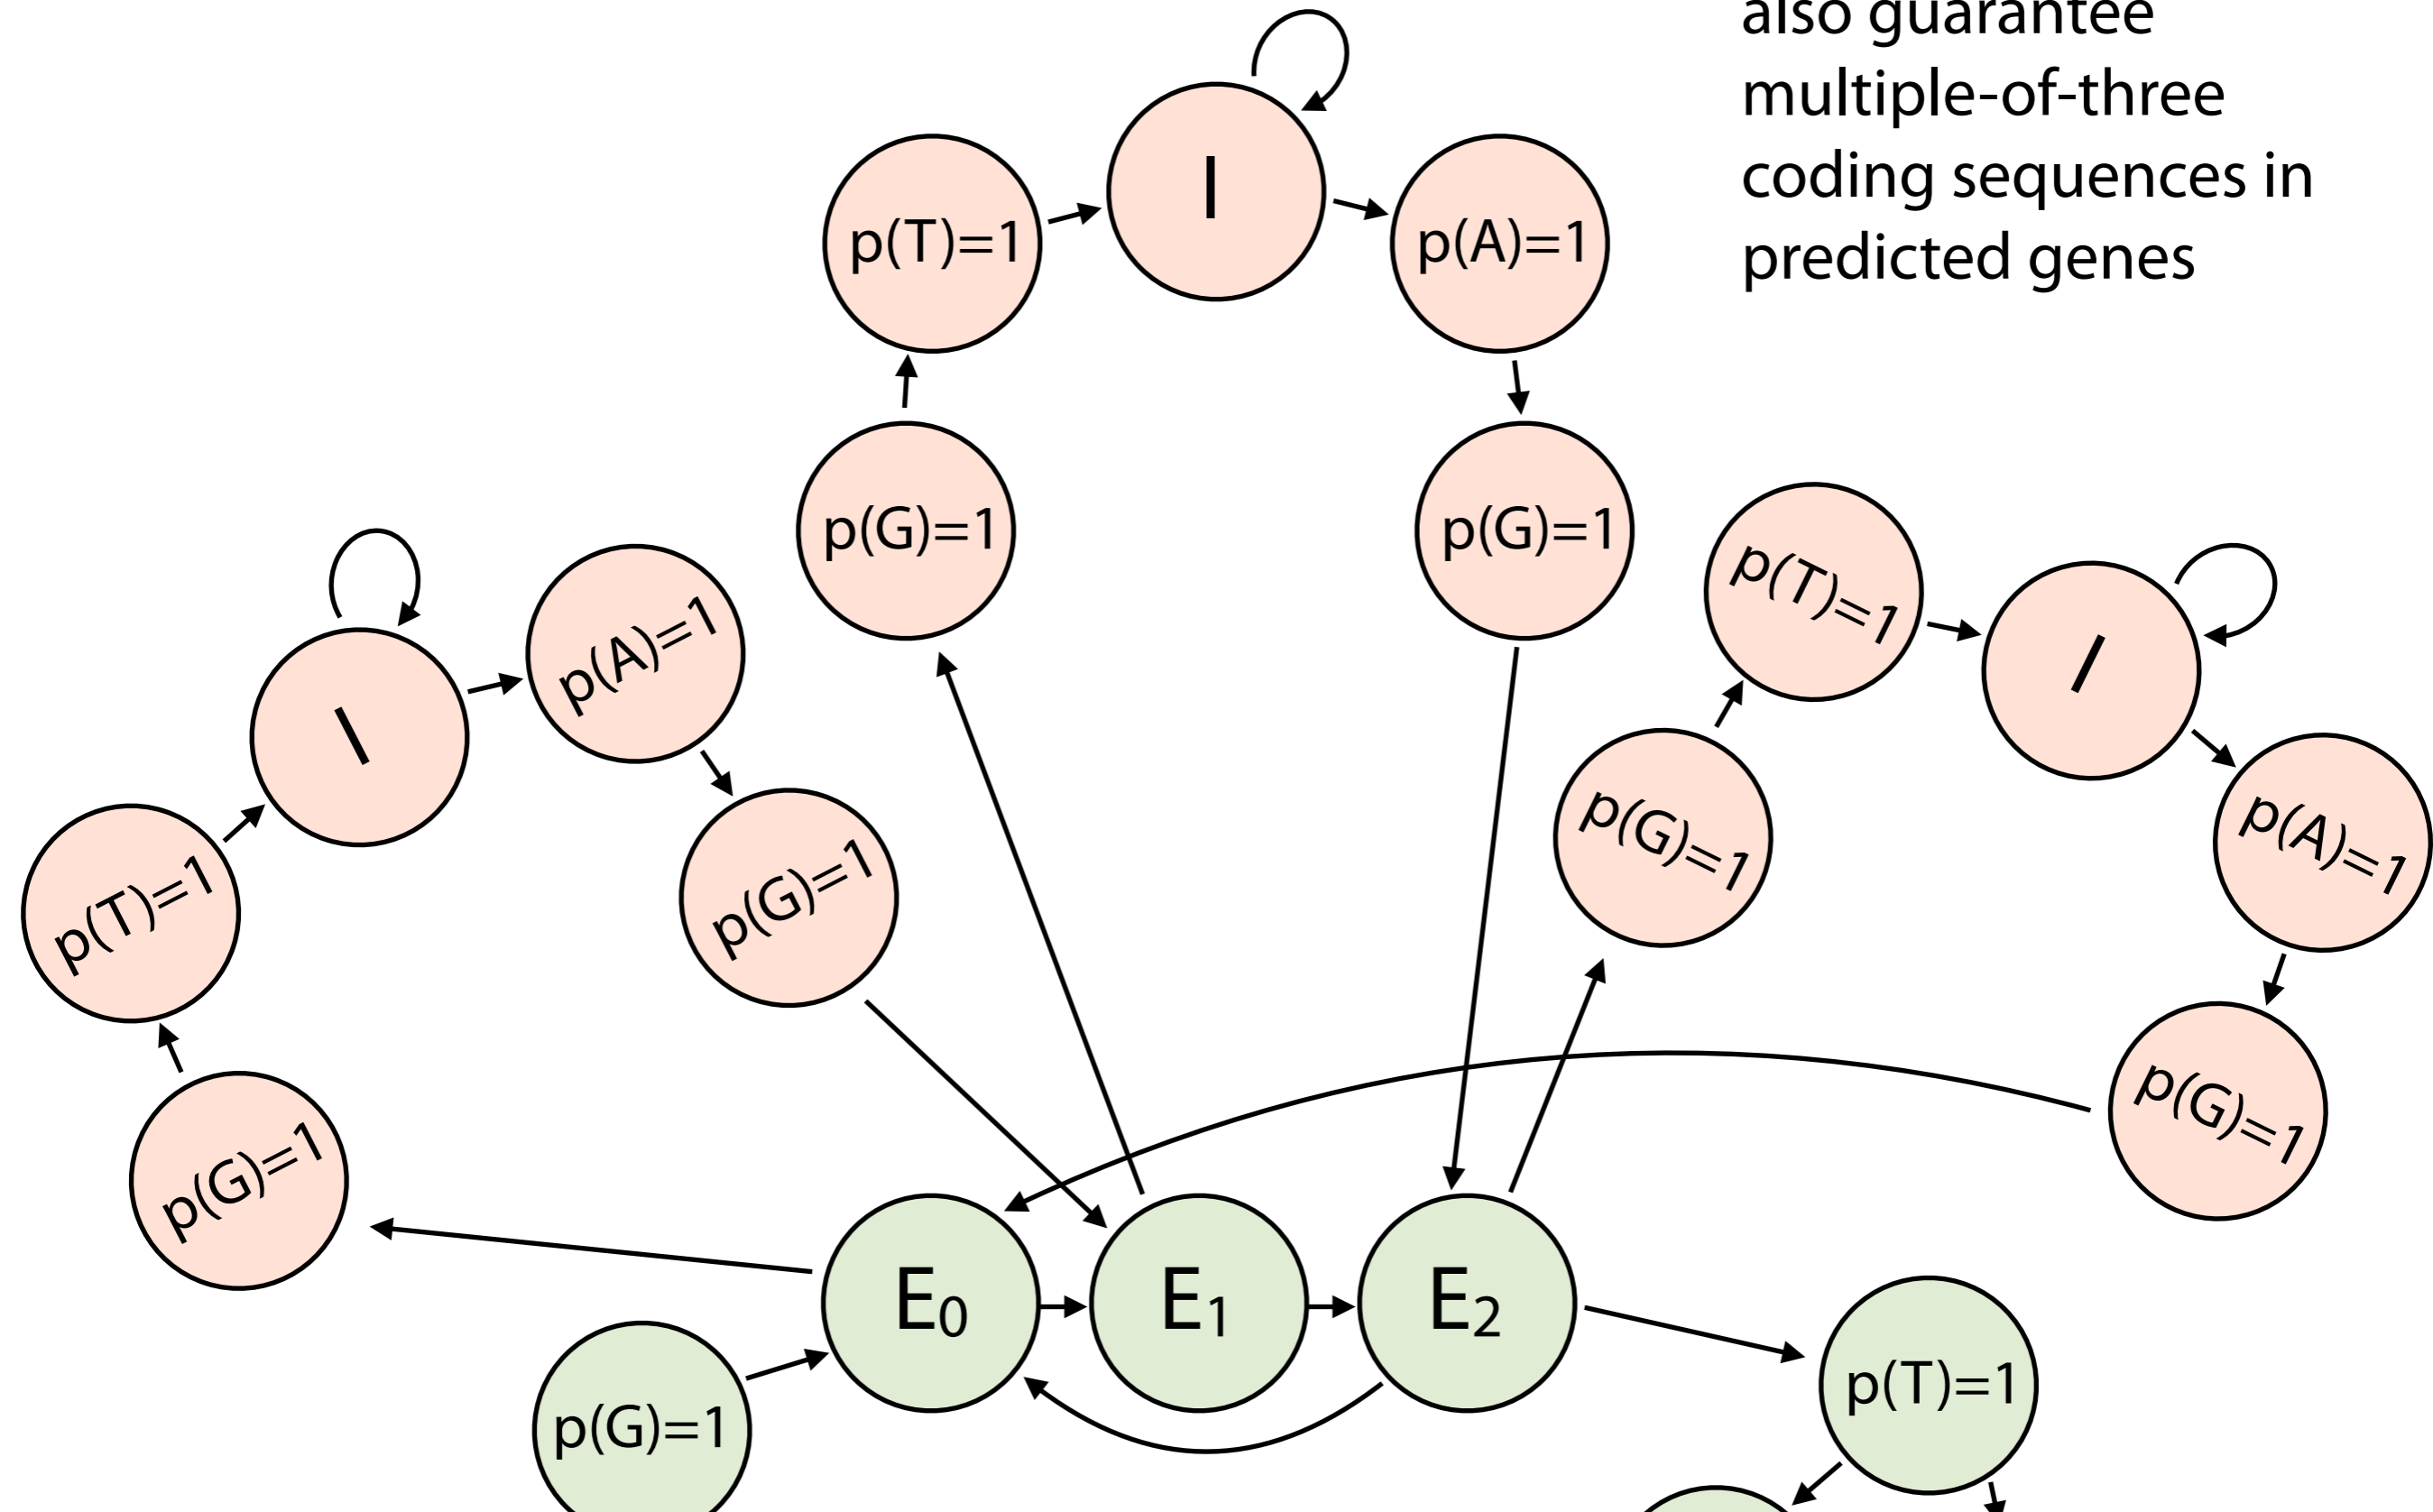 also guarantee
multiple-of-three
coding sequences in
predicted genes
I
p(T)=1
p(A)=1
p(G)=1
p(G)=1
p(T)=1
I
p(A)=1
I
p(G)=1
p(A)=1
p(T)=1
p(G)=1
p(G)=1
p(G)=1
E₀
E₁
E₂
p(T)=1
p(G)=1